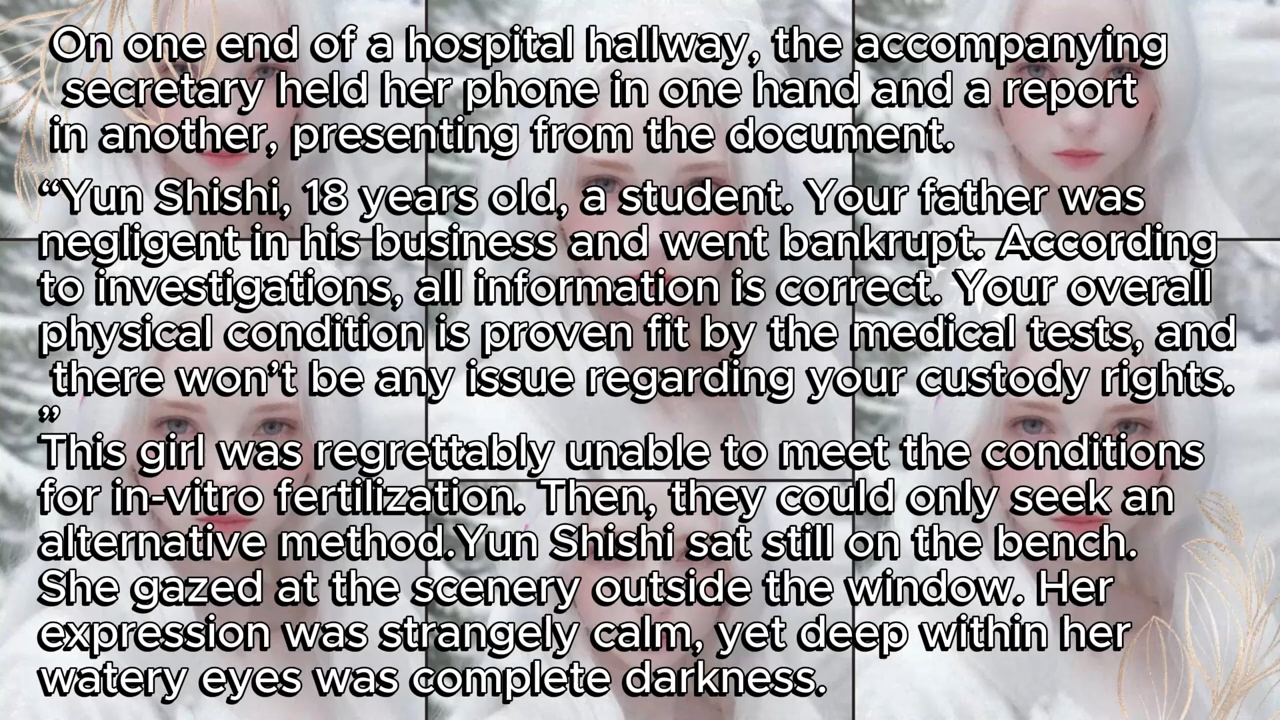 On one end of a hospital hallway, the accompanying
secretary held her phone in one hand and a report
in another, presenting from the document.
“Yun Shishi, 18 years old, a student. Your father was
negligent in his business and went bankrupt. According
to investigations, all information is correct. Your overall
physical condition is proven fit by the medical tests, and
there won’t be any issue regarding your custody rights.
”
This girl was regrettably unable to meet the conditions
for in-vitro fertilization. Then, they could only seek an
alternative method.Yun Shishi sat still on the bench.
She gazed at the scenery outside the window. Her
expression was strangely calm, yet deep within her
watery eyes was complete darkness.